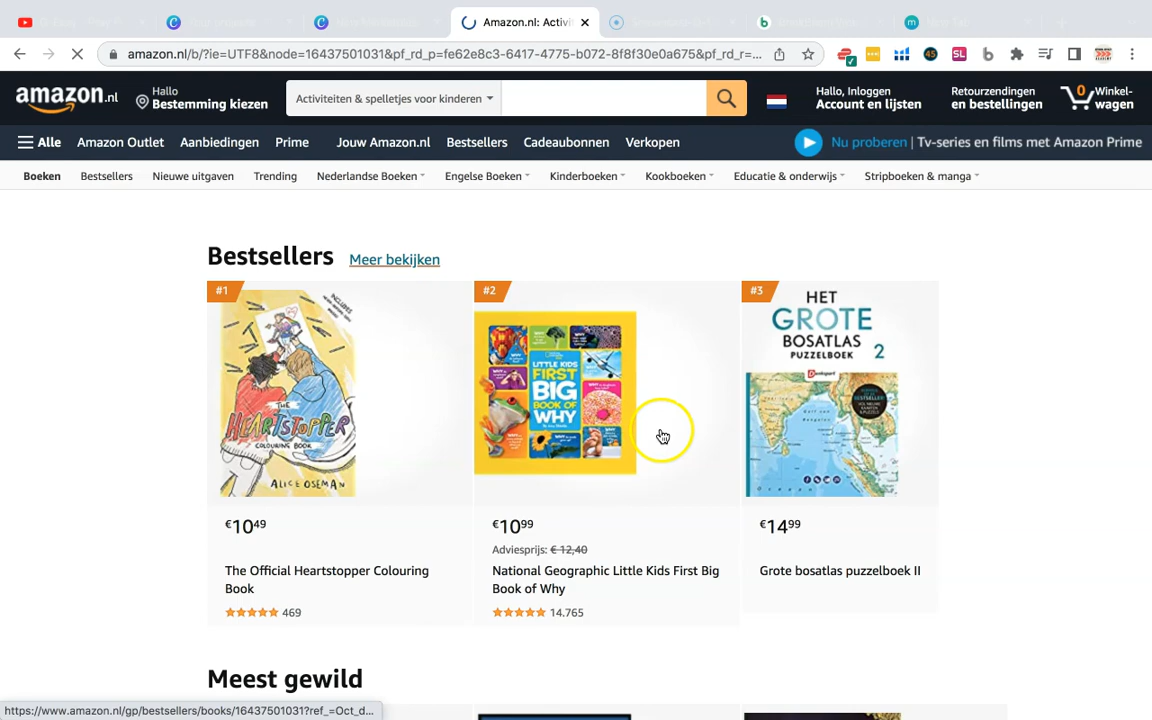 Amazon.nl: Activi
amazon.nl/b/?ie=UTF8&node=16437501031&pf_rd_p=fe62e8c3-6417-4775-b072-8f8f30e0a675&pf_rd_r=...
amazon.nl
Hallo
Bestemming kiezen
Activiteiten & spelletjes voor kinderen
Hallo, Inloggen
Account en lijsten
Retourzendingen
en bestellingen
0
Winkel-
wagen
Alle
Amazon Outlet
Aanbiedingen
Prime
Jouw Amazon.nl
Bestsellers
Cadeaubonnen
Verkopen
Nu proberen | Tv-series en films met Amazon Prime
Boeken
Bestsellers
Nieuwe uitgaven
Trending
Nederlandse Boeken
Engelse Boeken
Kinderboeken
Kookboeken
Educatie & onderwijs
Stripboeken & manga
Bestsellers
Meer bekijken
#1
THE
HEARTSTOPPER
COLOURING BOOK
ALICE OSEMAN
€10 49
The Official Heartstopper Colouring
Book
469
#2
LITTLE KIDS
FIRST
BIG
BOOK OF
WHY
€10 99
Adviesprijs: € 12,40
National Geographic Little Kids First Big
Book of Why
14.765
#3
HET
GROTE
BOSATLAS
PUZZELBOEK 2
€14 99
Grote bosatlas puzzelboek II
Meest gewild
https://www.amazon.nl/gp/bestsellers/books/16437501031?ref_=Oct_d...